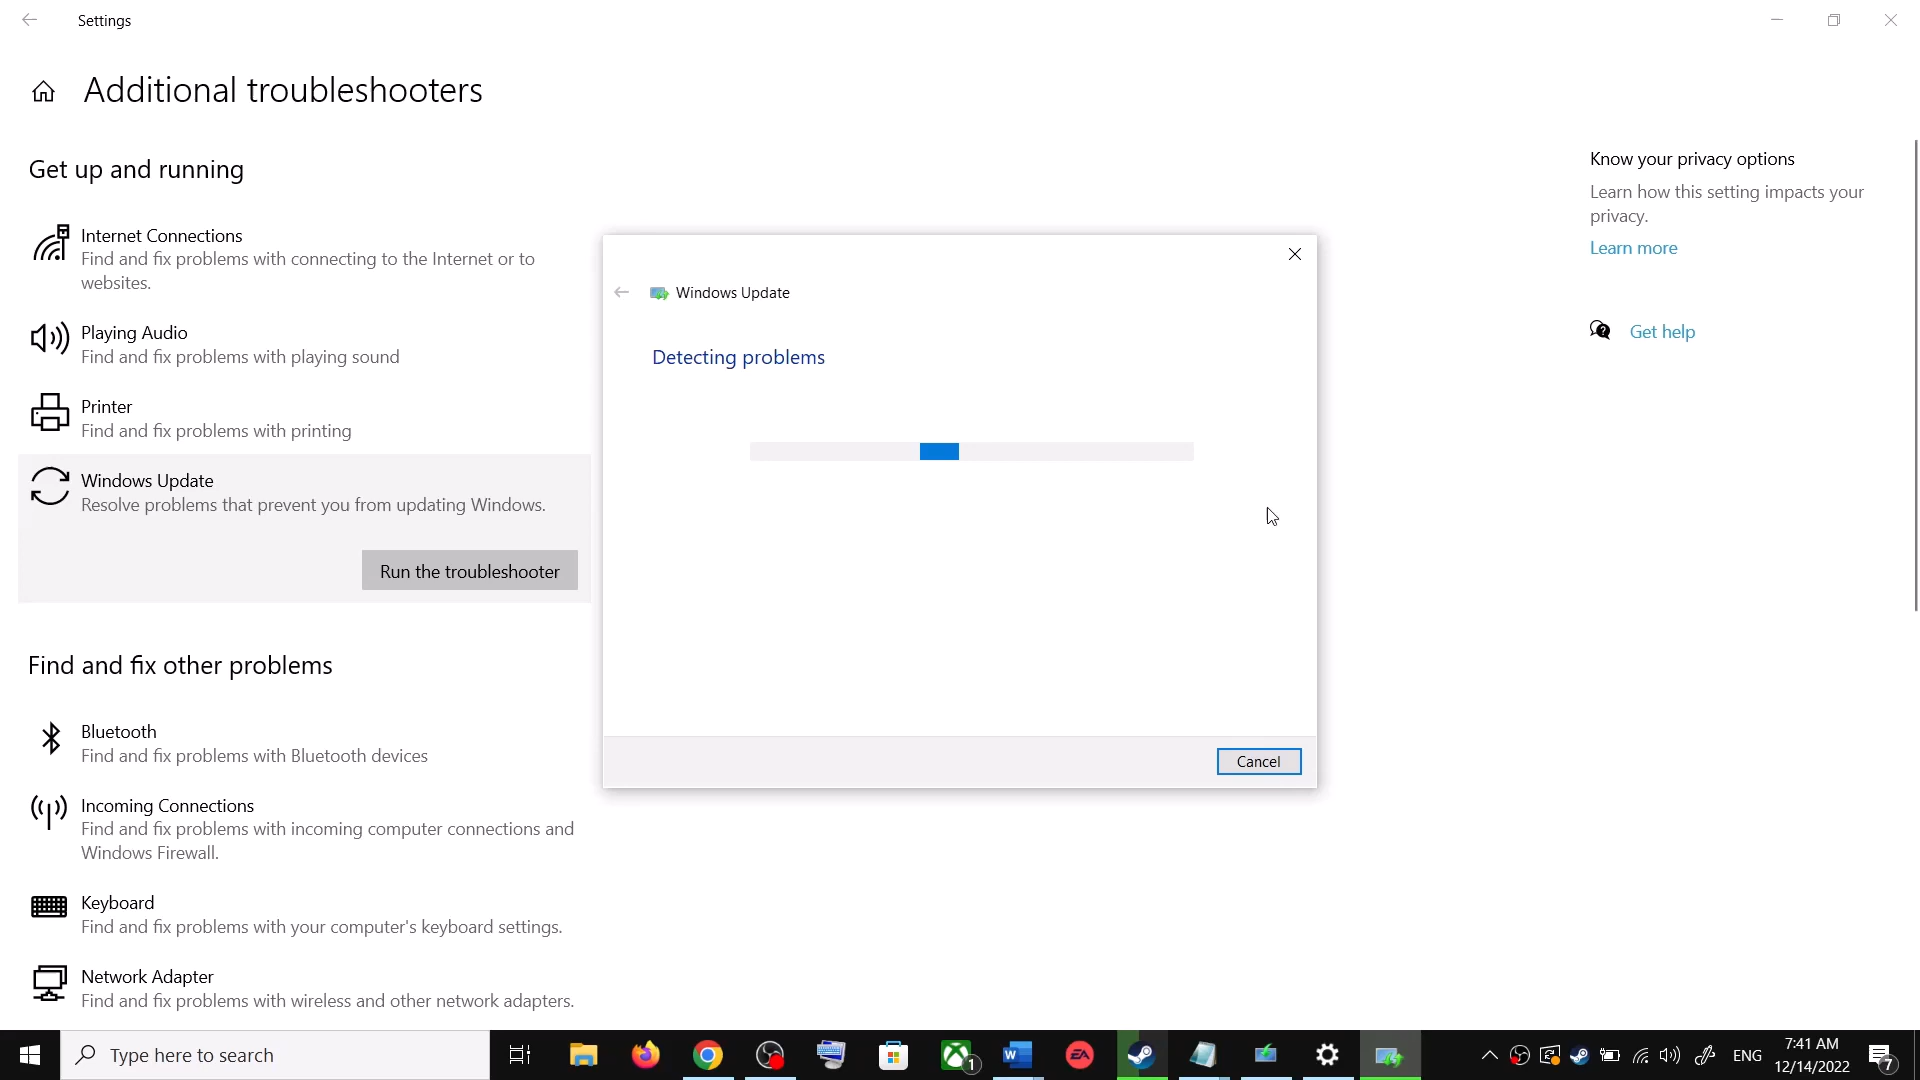 Settings
Additional troubleshooters
Get up and running
Internet Connections
Find and fix problems with connecting to the Internet or to
websites.
Playing Audio
Find and fix problems with playing sound
Printer
Find and fix problems with printing
Windows Update
Resolve problems that prevent you from updating Windows.
Run the troubleshooter
Find and fix other problems
Bluetooth
Find and fix problems with Bluetooth devices
Incoming Connections
Find and fix problems with incoming computer connections and
Windows Firewall.
Keyboard
Find and fix problems with your computer's keyboard settings.
Network Adapter
Find and fix problems with wireless and other network adapters.
Windows Update
Detecting problems
Cancel
Know your privacy options
Learn how this setting impacts your
privacy.
Learn more
Get help
Type here to search
1
W
EA
ENG
7:41 AM
12/14/2022
7